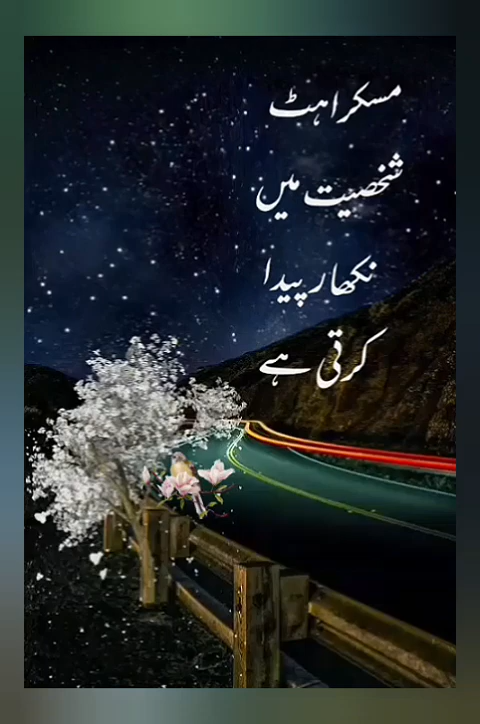 مسکراہٹ
شخصیت میں
نکھار پیدا
کرتی ہے